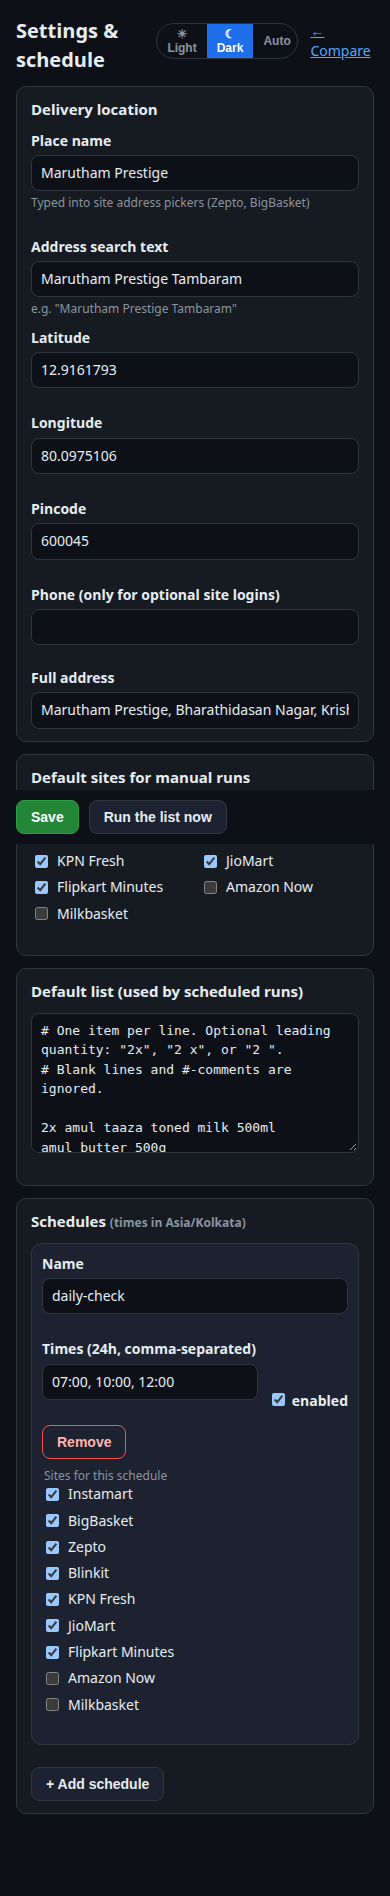 Settings & schedule
☀ Light
☾ Dark
Auto
← Compare
Delivery location
Place name
Marutham Prestige
Typed into site address pickers (Zepto, BigBasket)
Address search text
Marutham Prestige Tambaram
e.g. "Marutham Prestige Tambaram"
Latitude
12.9161793
Longitude
80.0975106
Pincode
600045
Phone (only for optional site logins)
Full address
Marutham Prestige, Bharathidasan Nagar,
Default sites for manual runs
Save
Run the list now
KPN Fresh
JioMart
Flipkart Minutes
Amazon Now
Milkbasket
Default list (used by scheduled runs)
# One item per line. Optional leading
quantity: "2x", "2 x", or "2 ".
# Blank lines and #-comments are
ignored.
2x amul taaza toned milk 500ml
amul butter 500g
Schedules (times in Asia/Kolkata)
Name
daily-check
Times (24h, comma-separated)
07:00, 10:00, 12:00
enabled
Remove
Sites for this schedule
Instamart
BigBasket
Zepto
Blinkit
KPN Fresh
JioMart
Flipkart Minutes
Amazon Now
Milkbasket
+ Add schedule